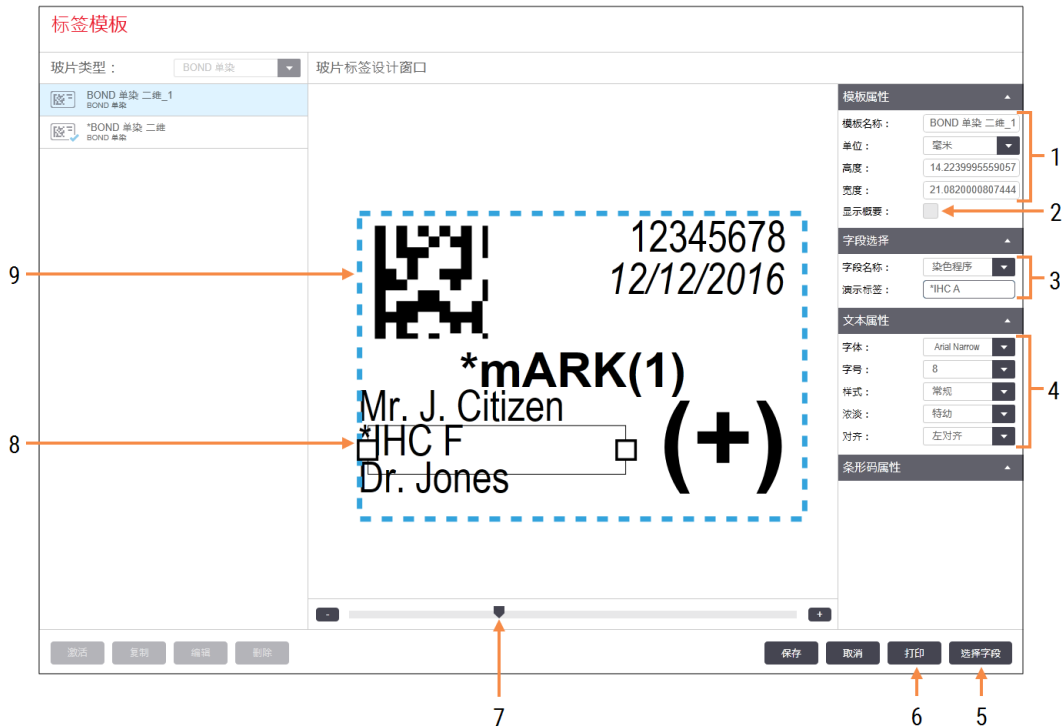 标签模板
玻片类型：
BOND 单染
玻片标签设计窗口
BOND 单染 二维_1
BOND 单染
*BOND 单染 二维
BOND 单染
12345678
12/12/2016
*mARK(1)
Mr. J. Citizen
*IHC F
Dr. Jones
(+)
模板属性
模板名称：
BOND 单染 二维_1
单位：
毫米
高度：
14.2239995559057
宽度：
21.0820000807444
显示概要：
字段选择
字段名称：
染色程序
演示标签：
*IHC A
文本属性
字体：
Arial Narrow
字号：
8
样式：
常规
浓淡：
特幼
对齐：
左对齐
条形码属性
-
+
激活
复制
编辑
删除
保存
取消
打印
选择字段
1
2
3
4
5
6
7
8
9